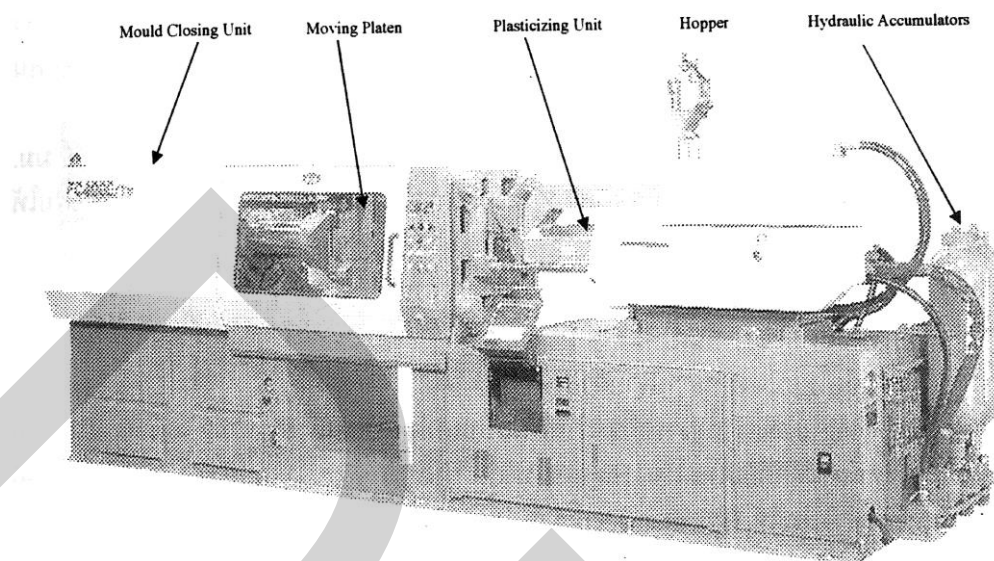 Mould Closing Unit
Moving Platen
Plasticizing Unit
Hopper
Hydraulic Accumulators